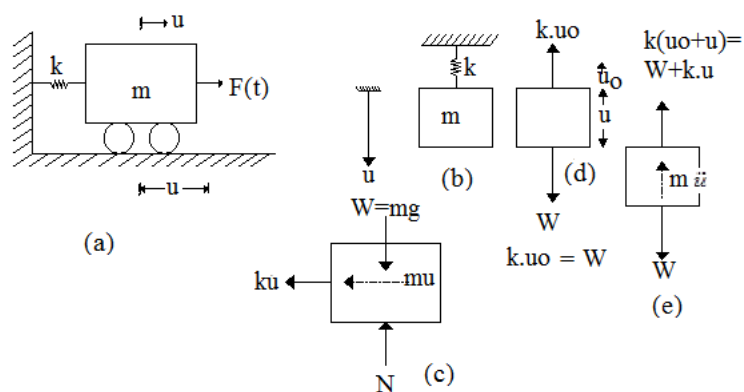 u
k
m
F(t)
u
(a)
k
m
u
(b)
k.uo
uo
u
(d)
W
k.uo = W
k(uo+u)=
W+k.u
m ü
W
(e)
W=mg
ku
mu
N
(c)